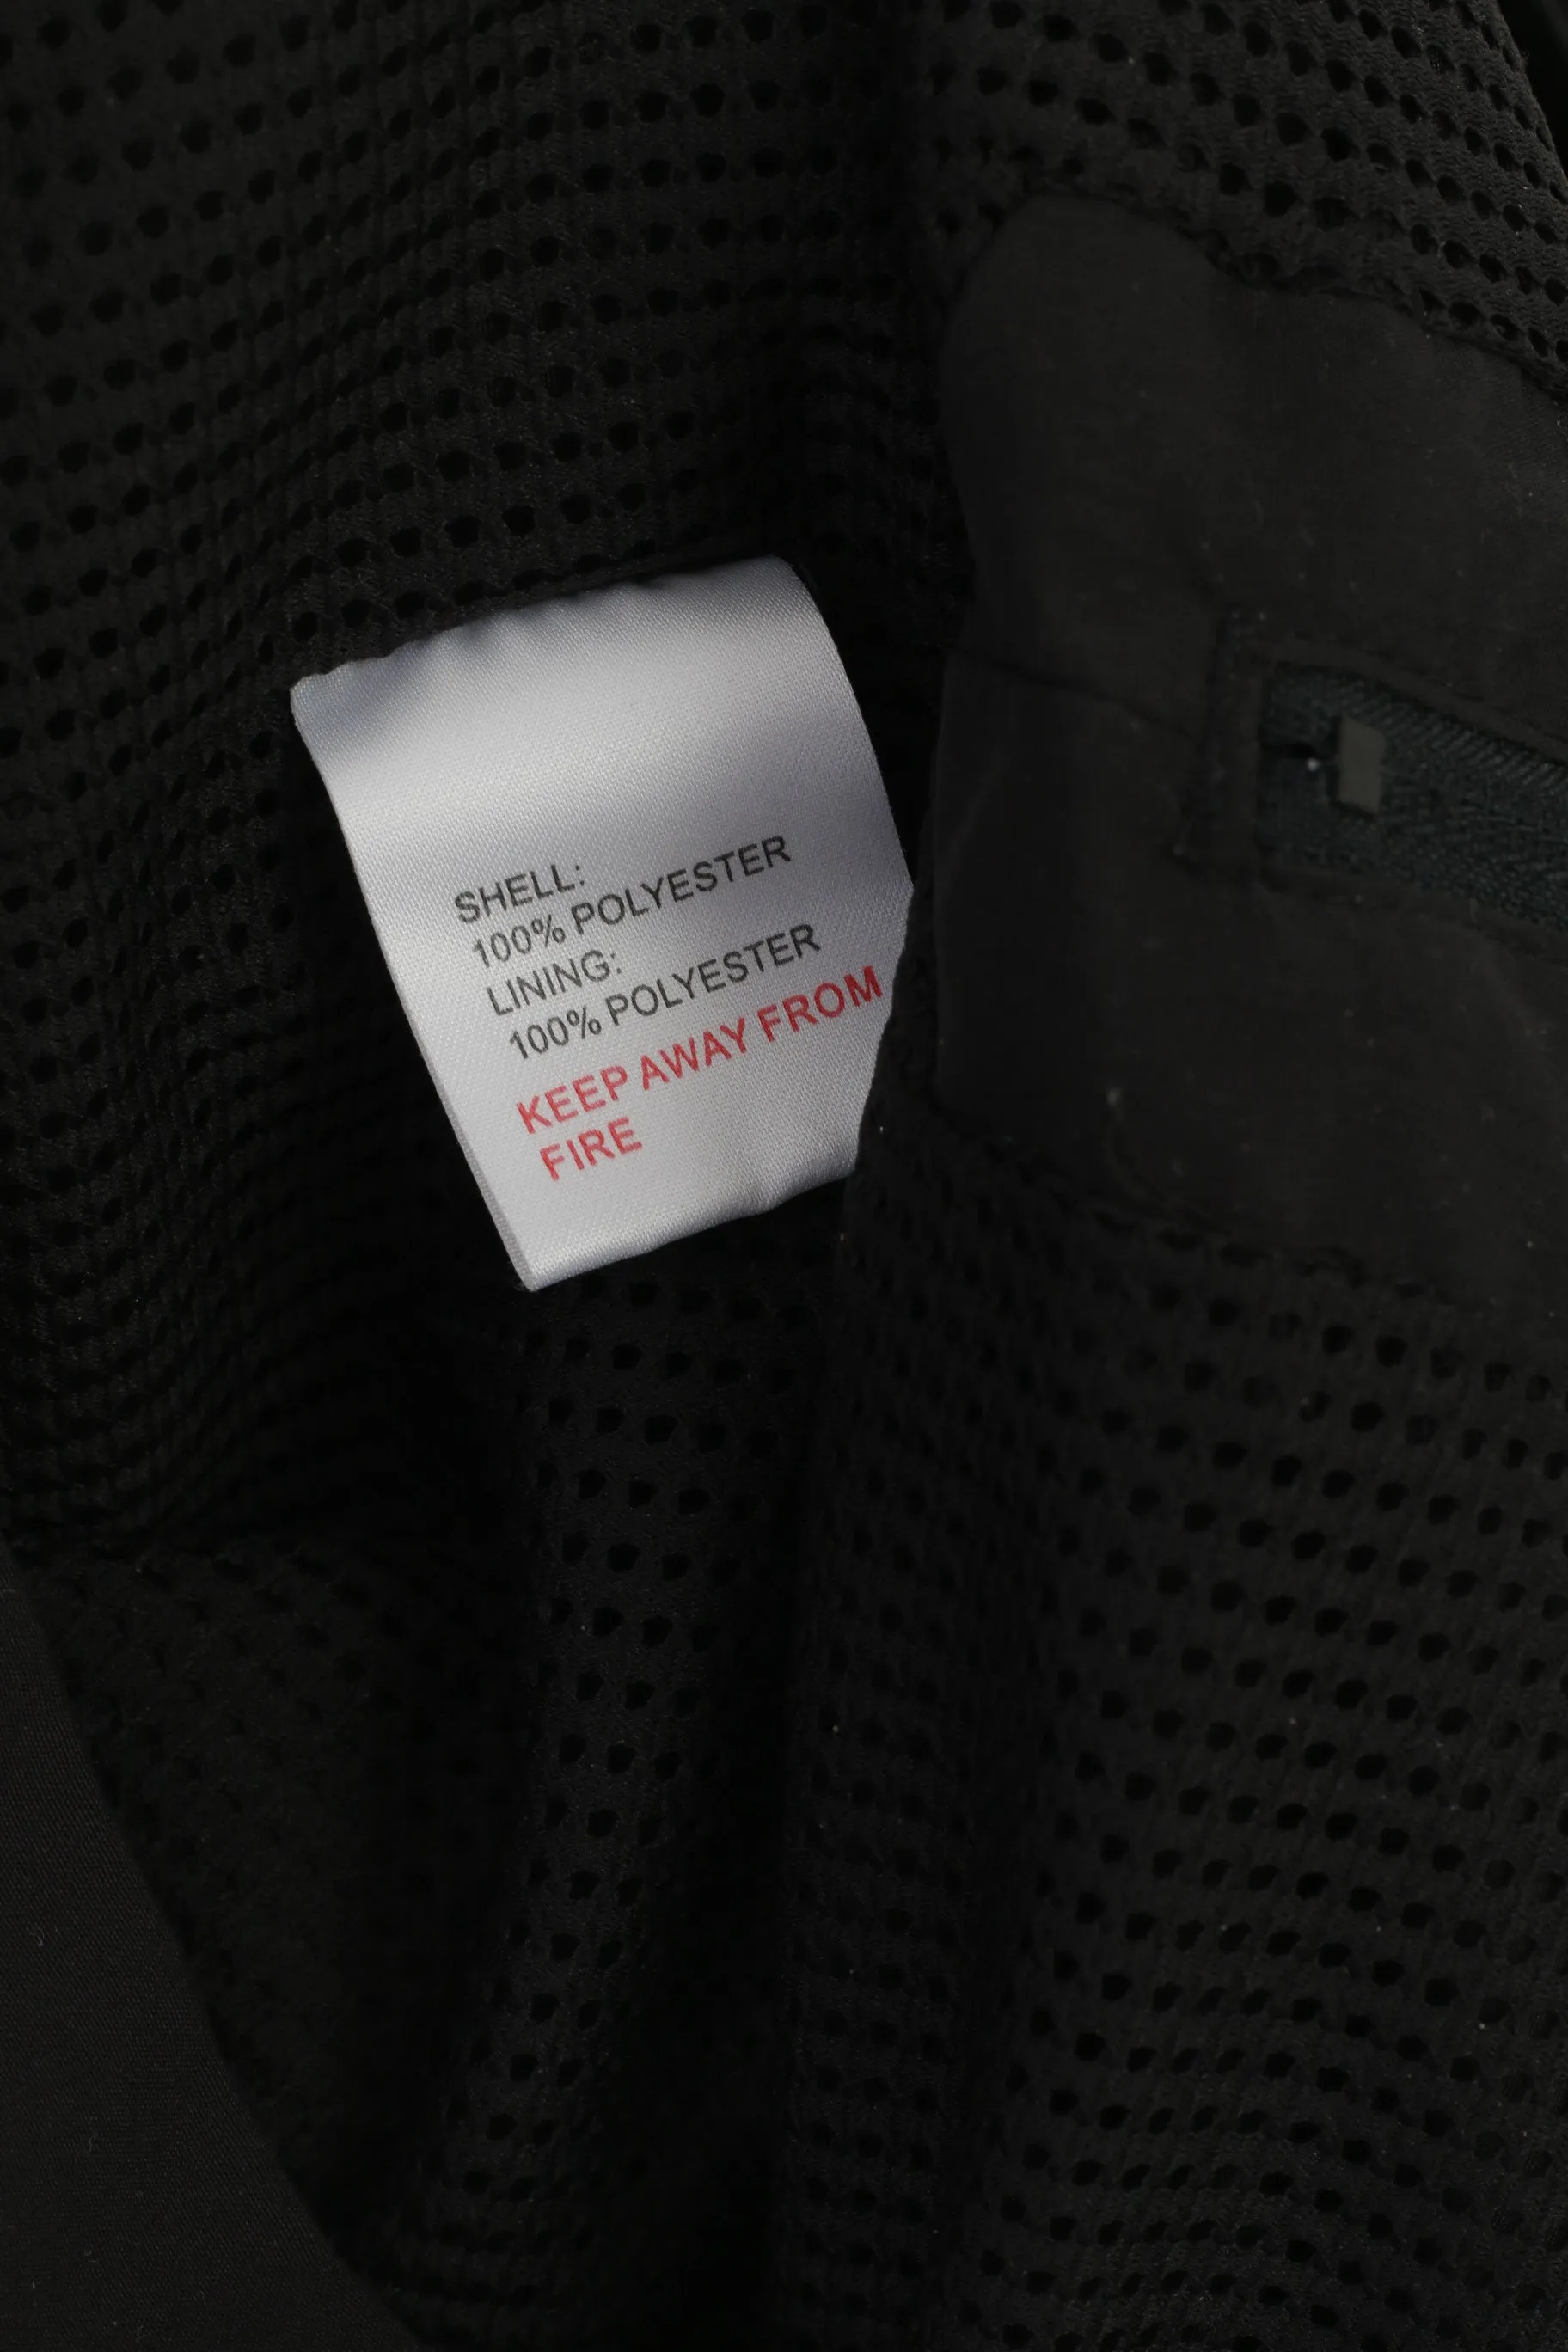 SHELL:
100% POLYESTER
LINING:
100% POLYESTER
KEEP AWAY FROM
FIRE